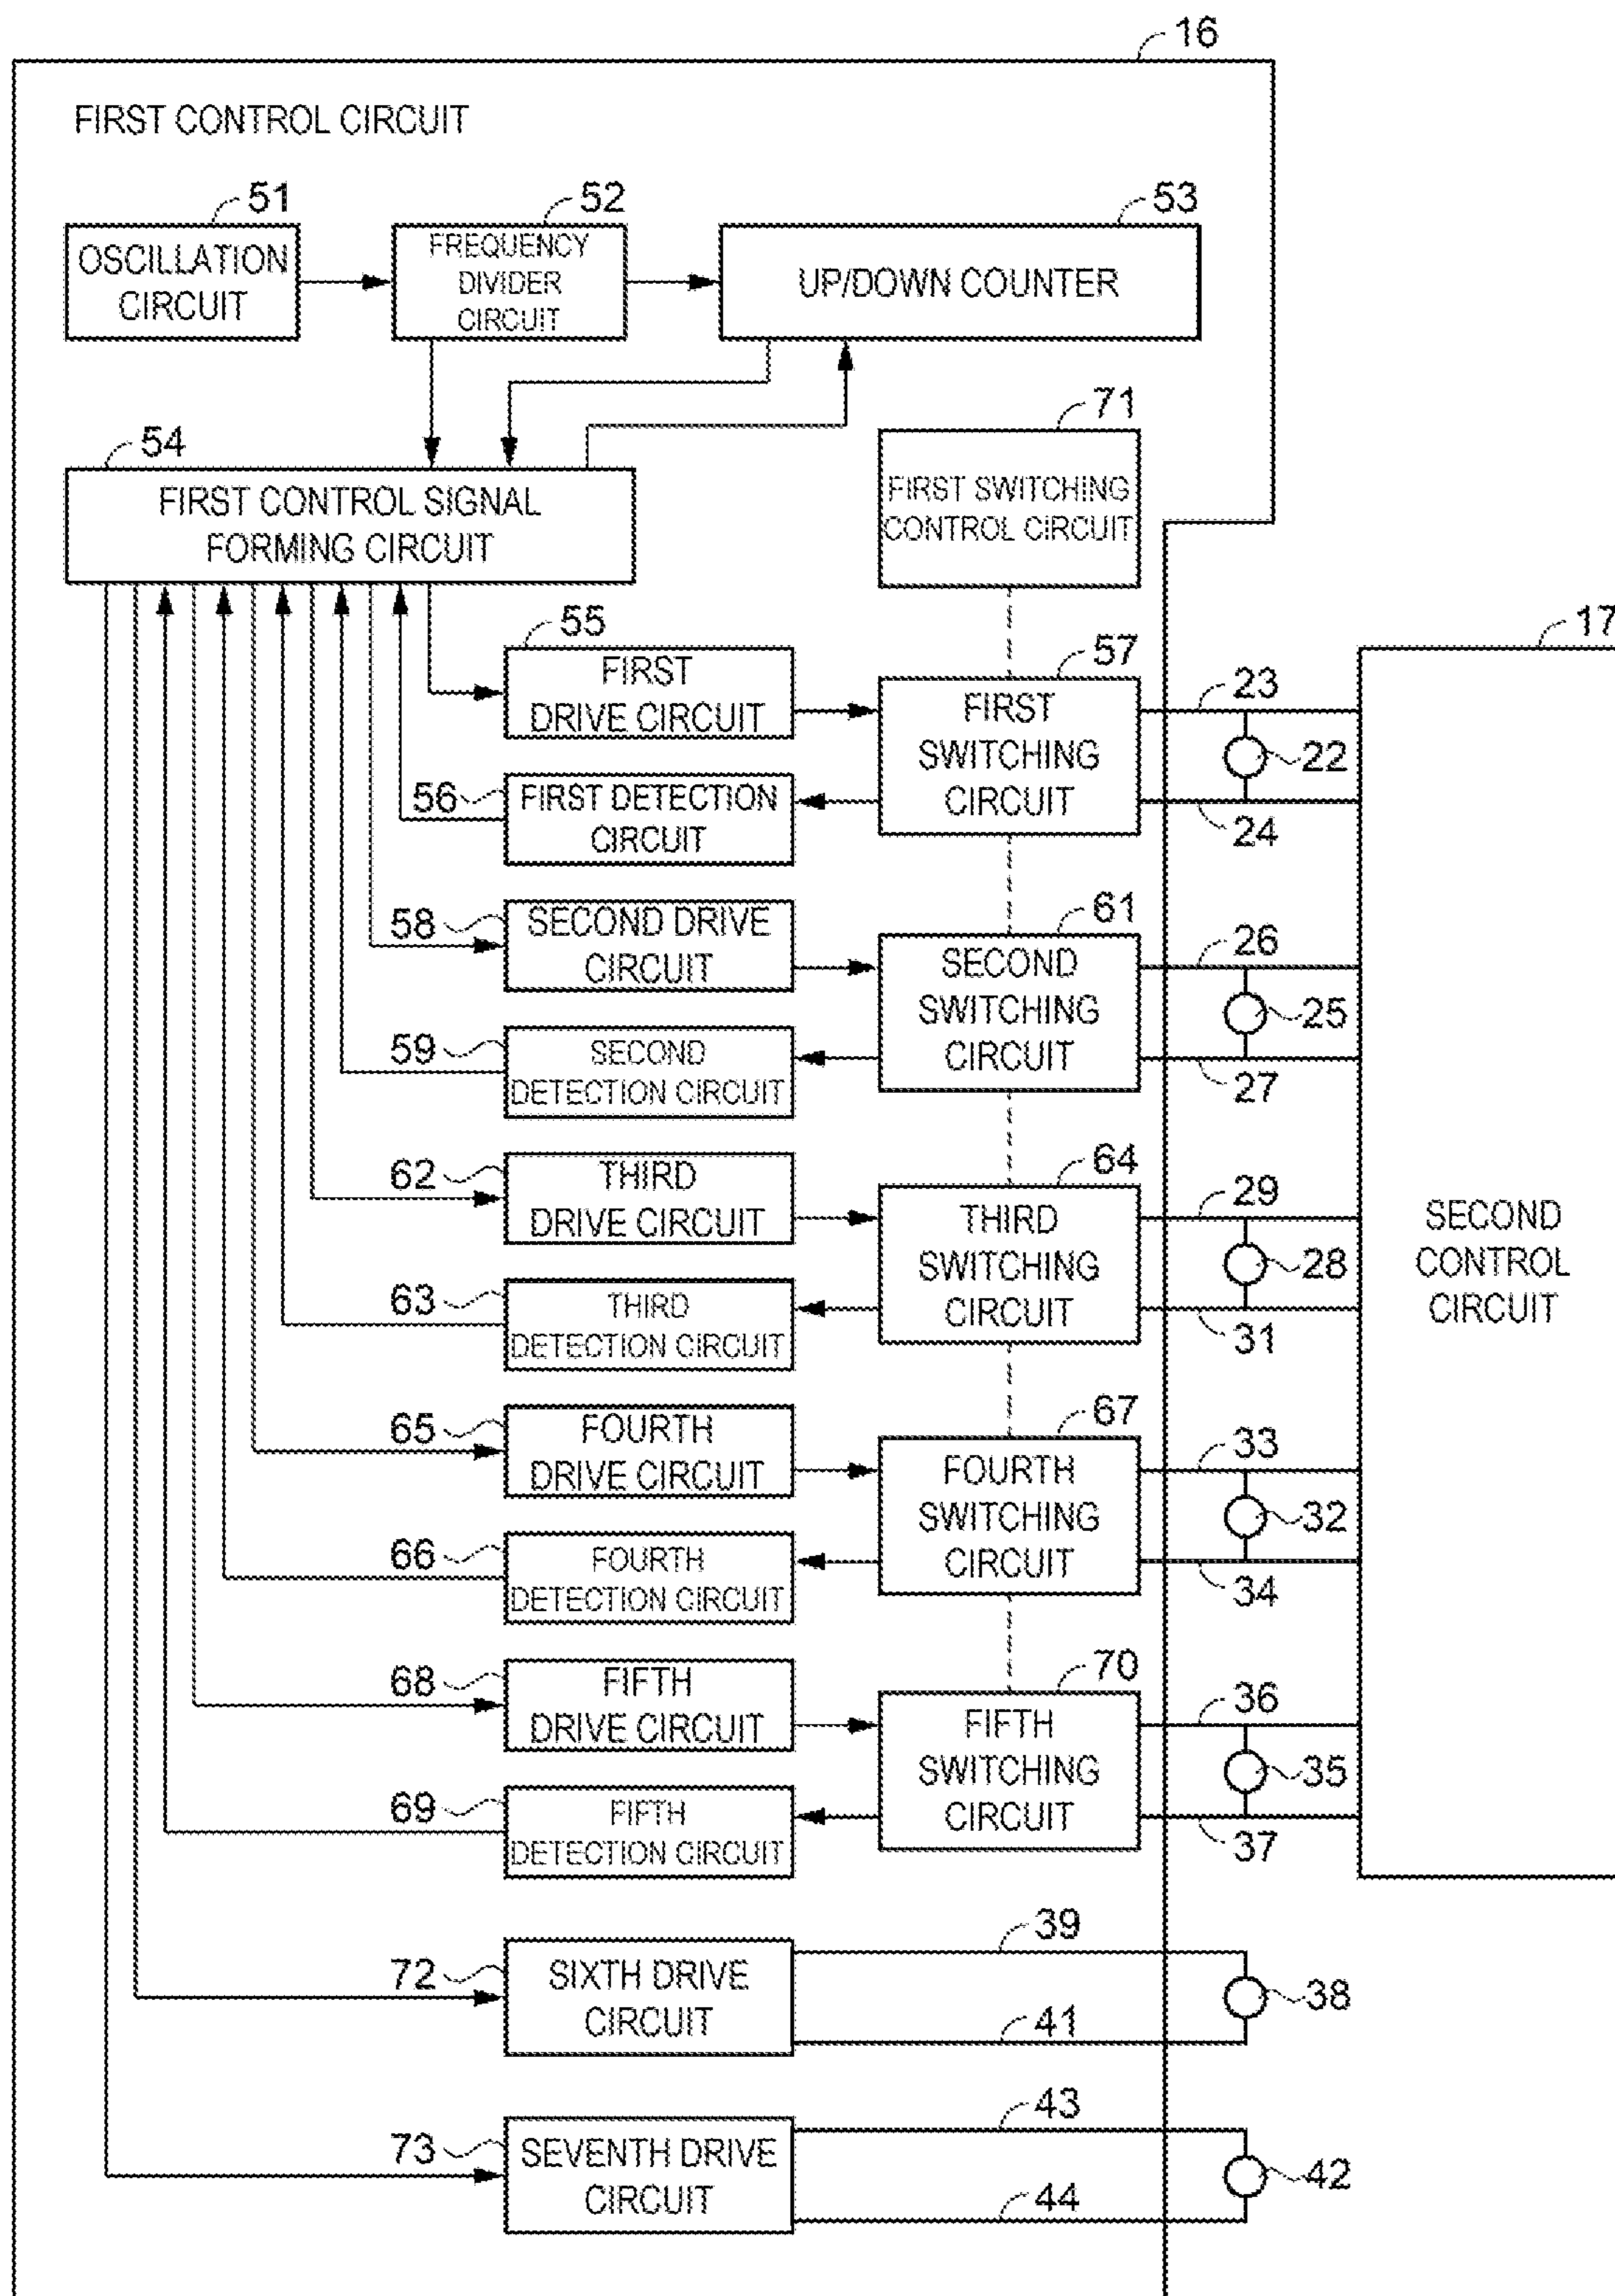 16
FIRST CONTROL CIRCUIT
51
52
53
OSCILLATION
CIRCUIT
FREQUENCY
DIVIDER
CIRCUIT
UP/DOWN COUNTER
71
54
FIRST SWITCHING
CONTROL CIRCUIT
FIRST CONTROL SIGNAL
FORMING CIRCUIT
55
57
17
FIRST
DRIVE CIRCUIT
FIRST
SWITCHING
CIRCUIT
23
22
24
56
FIRST DETECTION
CIRCUIT
58
SECOND DRIVE
CIRCUIT
61
SECOND
SWITCHING
CIRCUIT
26
25
27
59
SECOND
DETECTION CIRCUIT
62
THIRD
DRIVE CIRCUIT
64
THIRD
SWITCHING
CIRCUIT
29
28
31
SECOND
CONTROL
CIRCUIT
63
THIRD
DETECTION CIRCUIT
65
FOURTH
DRIVE CIRCUIT
67
FOURTH
SWITCHING
CIRCUIT
33
32
34
66
FOURTH
DETECTION CIRCUIT
68
FIFTH
DRIVE CIRCUIT
70
FIFTH
SWITCHING
CIRCUIT
36
35
37
69
FIFTH
DETECTION CIRCUIT
72
SIXTH DRIVE
CIRCUIT
39
38
41
73
SEVENTH DRIVE
CIRCUIT
43
42
44